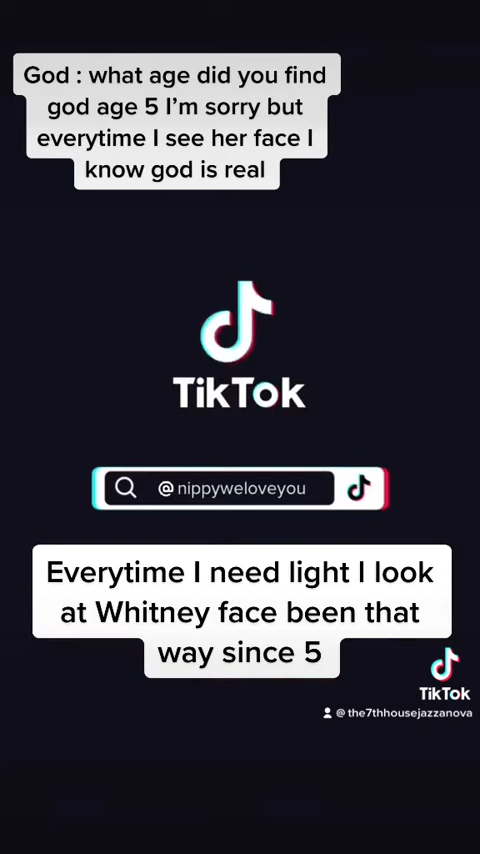 God : what age did you find
god age 5 I’m sorry but
everytime I see her face I
know god is real
TikTok
@nippyweloveyou
Everytime I need light I look
at Whitney face been that
way since 5
TikTok
@the7thhousejazzanova